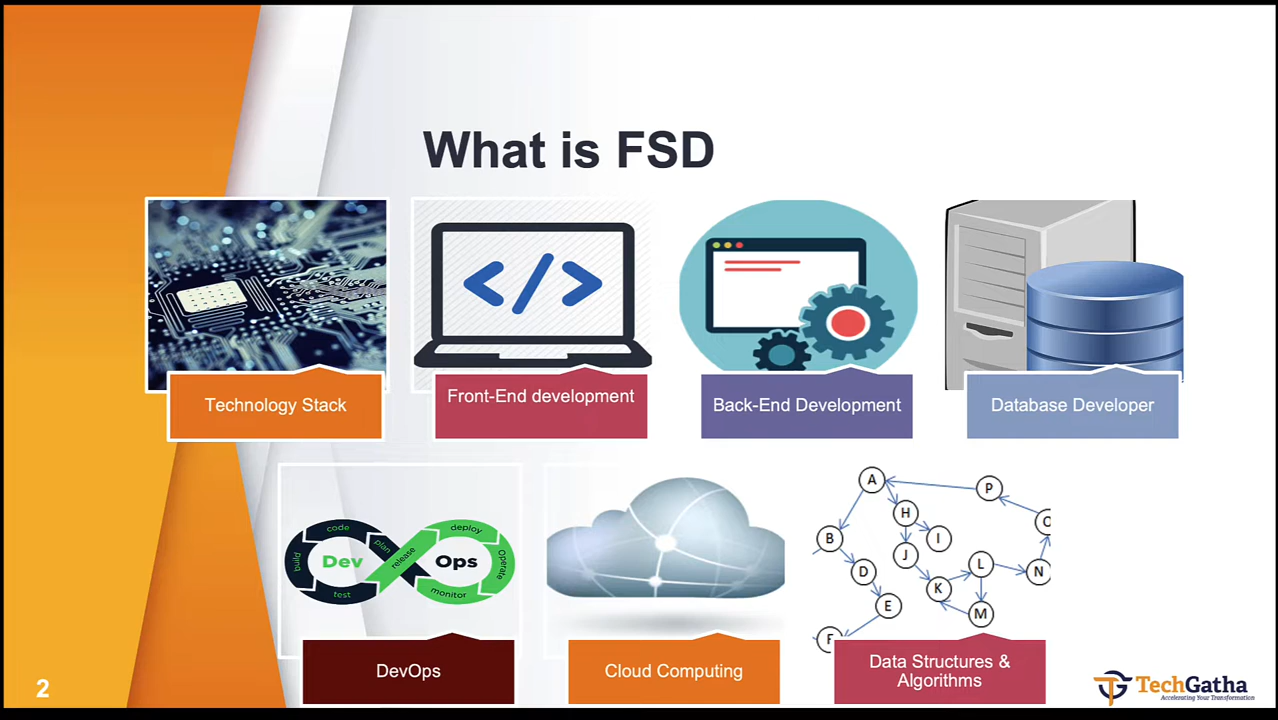 What is FSD
</>
Technology Stack
Front-End development
Back-End Development
Database Developer
code
plan
build
Dev
test
release
deploy
Ops
Operate
monitor
A
P
H
O
B
I
J
D
L
N
K
E
M
F
DevOps
Cloud Computing
Data Structures &
Algorithms
2
TechGatha
Accelerating Your Transformation